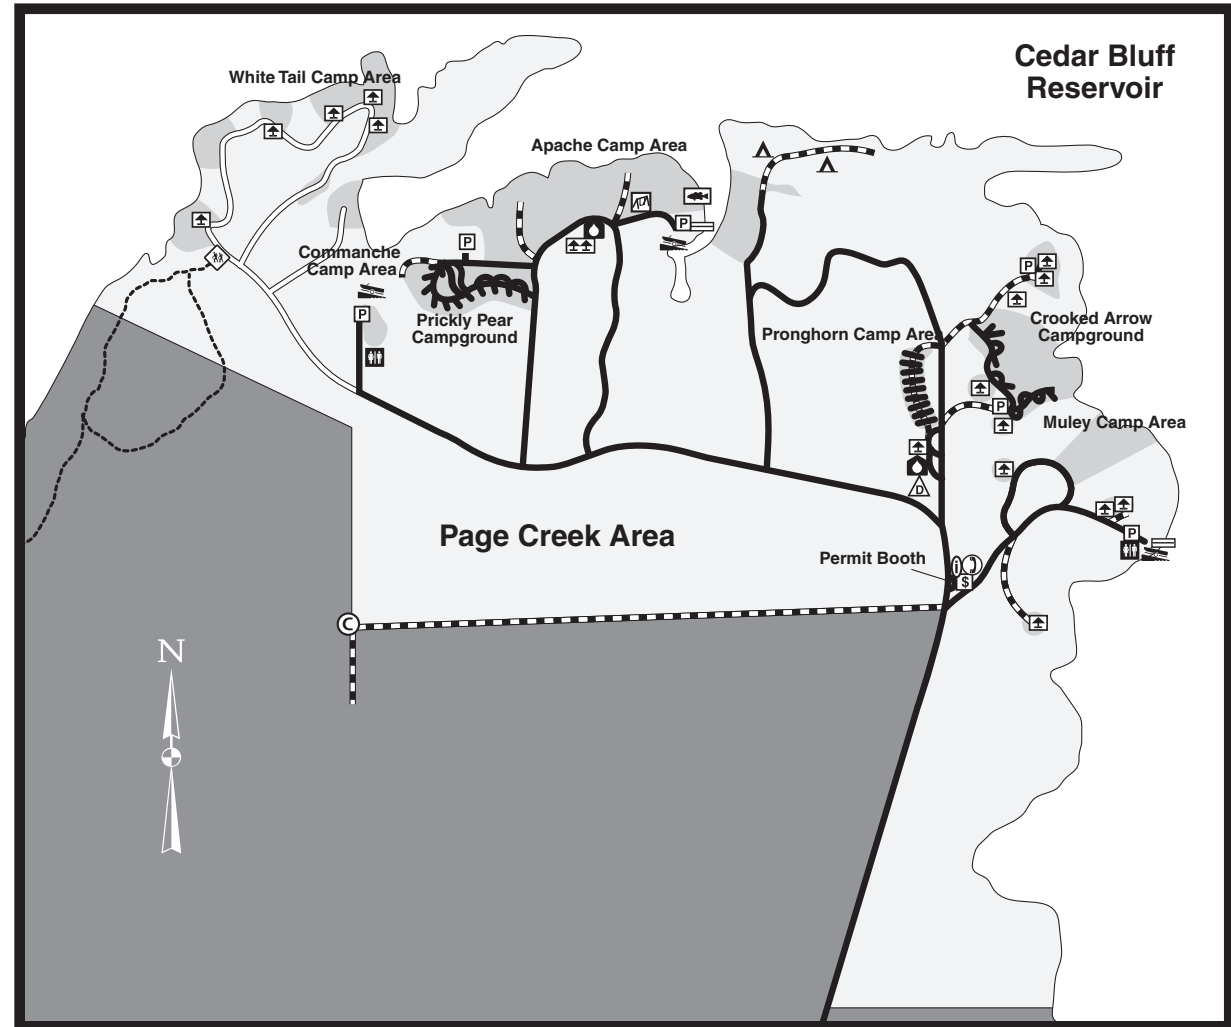 Cedar Bluff
Reservoir
White Tail Camp Area
Apache Camp Area
Commanche
Camp Area
P
P
P
P
Prickly Pear
Campground
Pronghorn Camp Area
Crooked Arrow
Campground
P
Muley Camp Area
D
Page Creek Area
P
Permit Booth
i
$
C
N